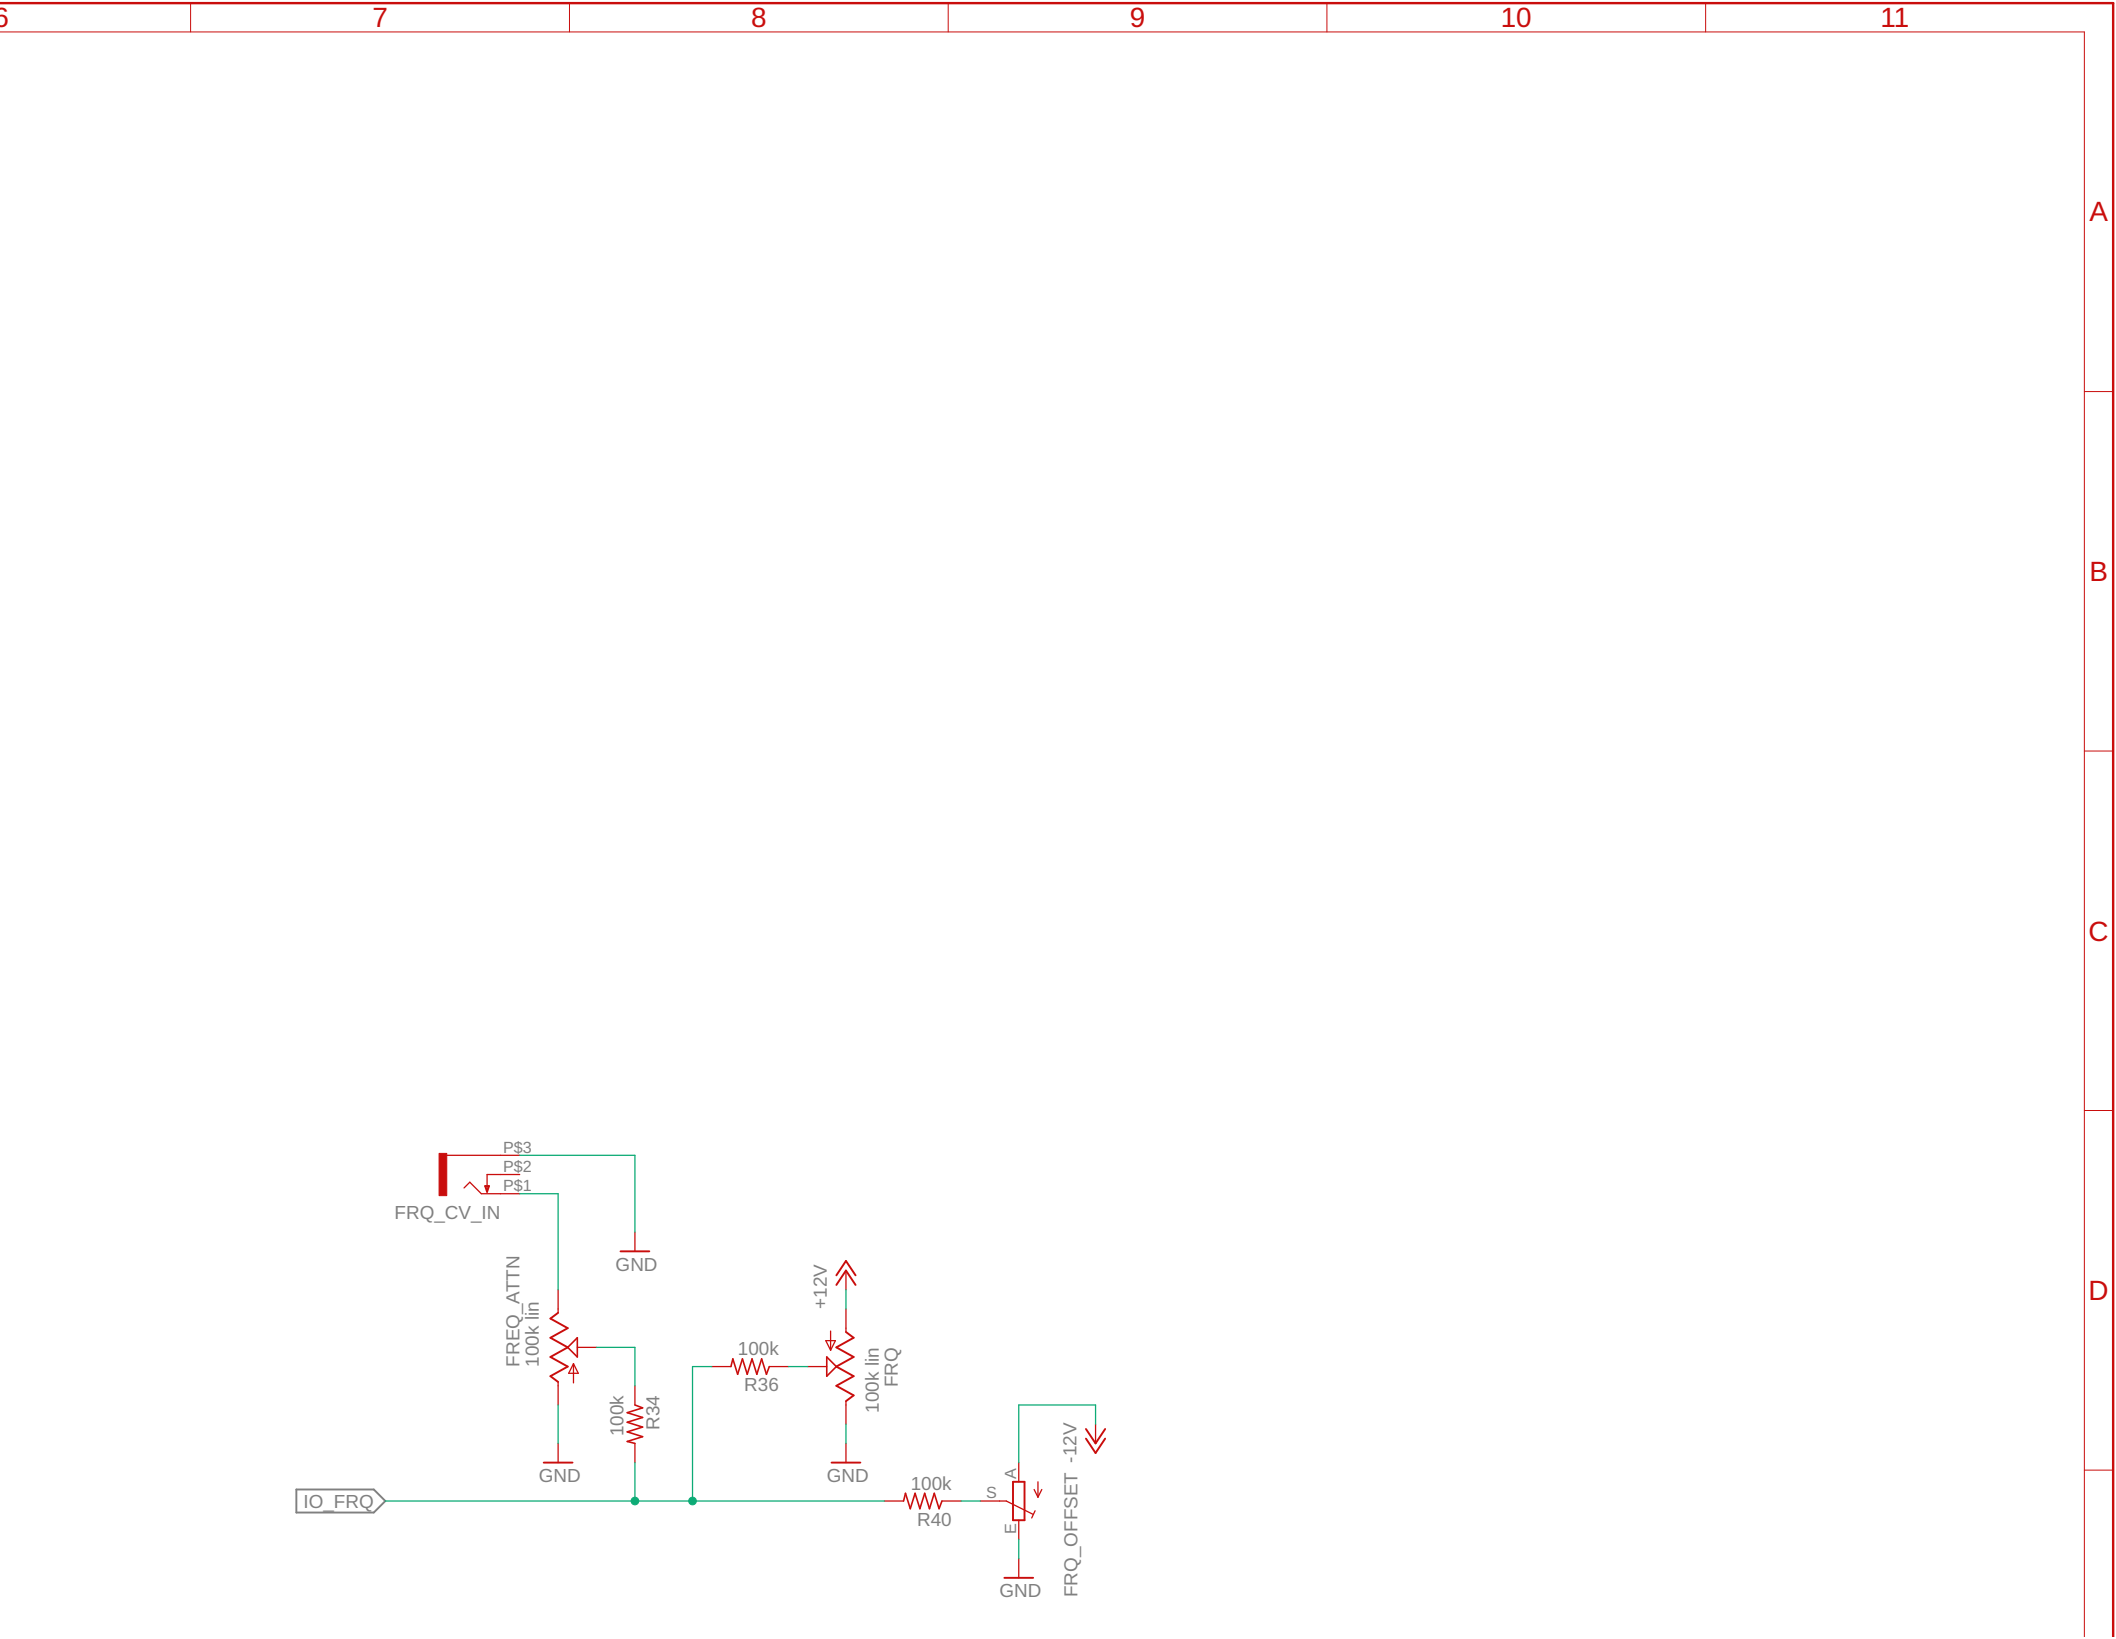 6
7
8
9
10
11
A
B
C
D
P$3
P$2
P$1
FRQ_CV_IN
GND
FREQ_ATTN
100k lin
GND
100k
R34
+12V
100k
R36
100k lin
FRQ
GND
IO_FRQ
100k
R40
S
A
E
GND
-12V
FRQ_OFFSET